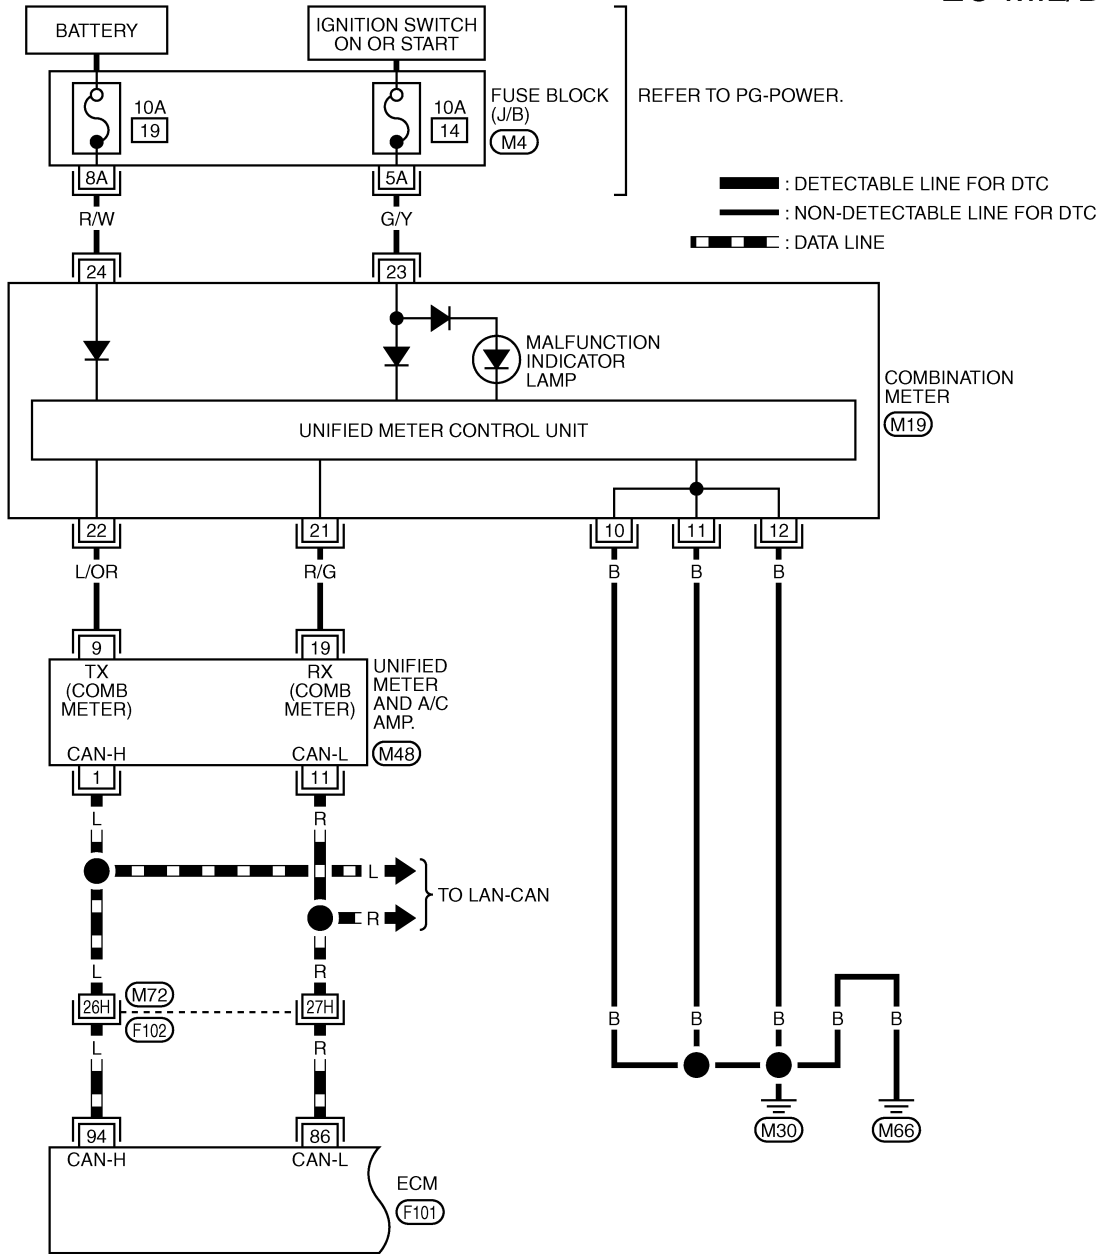 BATTERY
IGNITION SWITCH
ON OR START
10A
19
10A
14
FUSE BLOCK
(J/B)
M4
REFER TO PG-POWER.
8A
5A
R/W
G/Y
: DETECTABLE LINE FOR DTC
: NON-DETECTABLE LINE FOR DTC
: DATA LINE
24
23
MALFUNCTION
INDICATOR
LAMP
COMBINATION
METER
M19
UNIFIED METER CONTROL UNIT
22
21
10
11
12
L/OR
R/G
B
B
B
9
19
TX
(COMB
METER)
RX
(COMB
METER)
UNIFIED
METER
AND A/C
AMP.
M48
CAN-H
CAN-L
1
11
L
R
L
R
TO LAN-CAN
L
R
26H
M72
F102
27H
L
R
B
B
B
B
B
M30
M66
94
86
CAN-H
CAN-L
ECM
F101